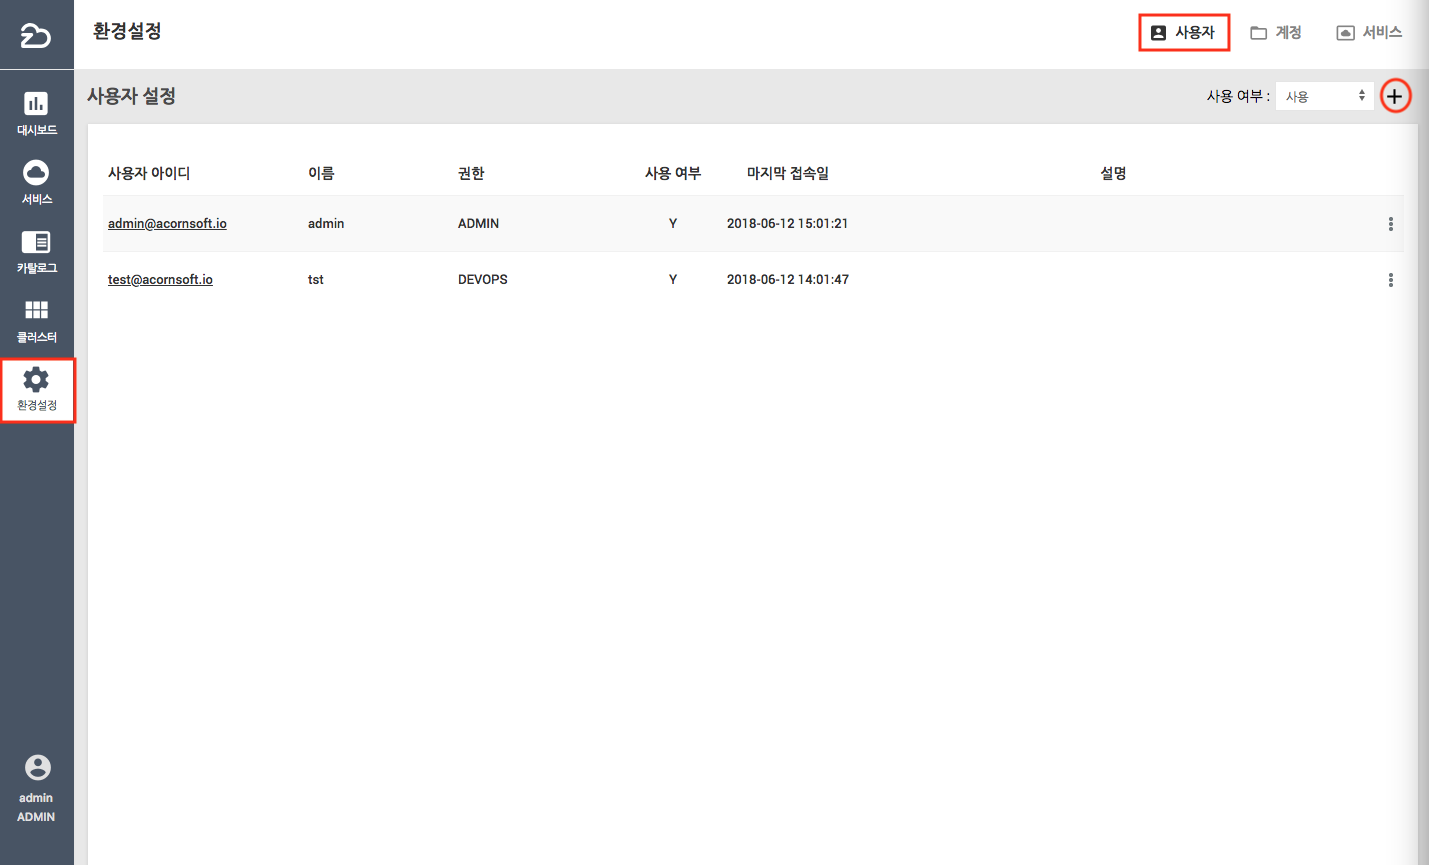 환경설정
사용자
계정
서비스
대시보드
서비스
카탈로그
클러스터
환경설정
admin
ADMIN
사용자 설정
사용 여부 : 사용
사용자 아이디 이름 권한 사용 여부 마지막 접속일 설명
admin@acornsoft.io admin ADMIN Y 2018-06-12 15:01:21
test@acornsoft.io tst DEVOPS Y 2018-06-12 14:01:47